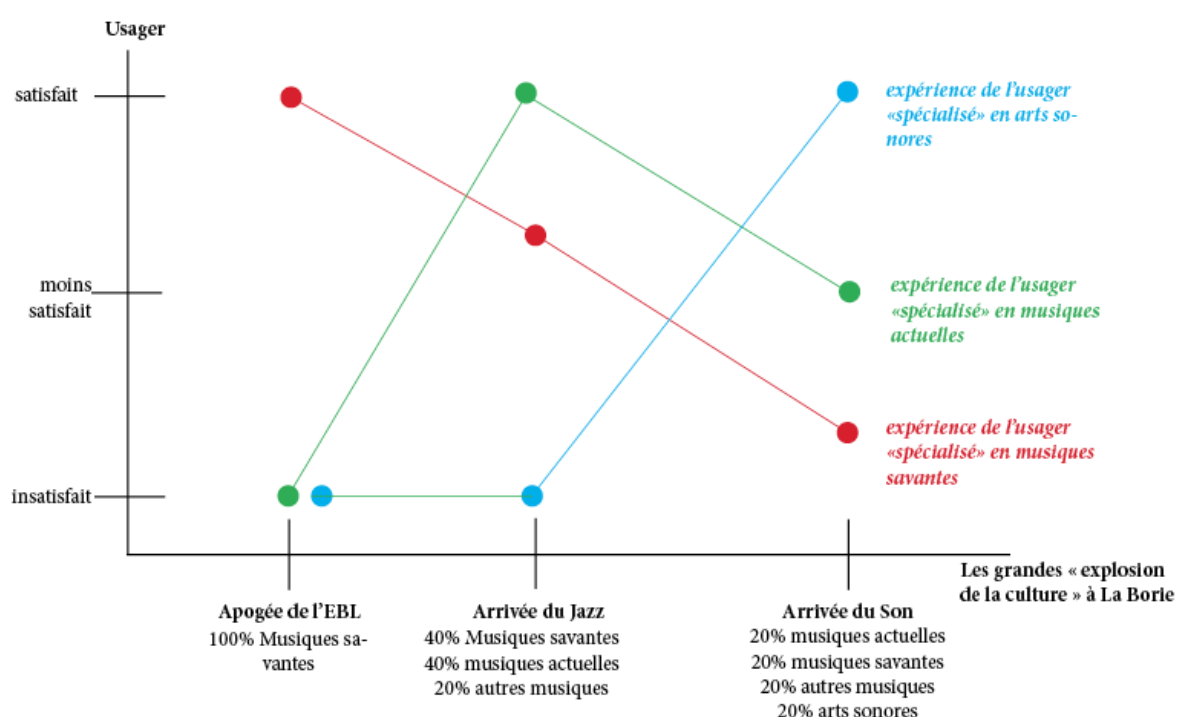 Usager
satisfait
moins
satisfait
insatisfait
expérience de l'usager
«spécialisé» en arts so-
nores
expérience de l'usager
«spécialisé» en musiques
actuelles
expérience de l'usager
«spécialisé» en musiques
savantes
Les grandes « explosion
de la culture » à La Borie
Apogée de l'EBL
100% Musiques sa-
vantes
Arrivée du Jazz
40% Musiques savantes
40% musiques actuelles
20% autres musiques
Arrivée du Son
20% musiques actuelles
20% musiques savantes
20% autres musiques
20% arts sonores